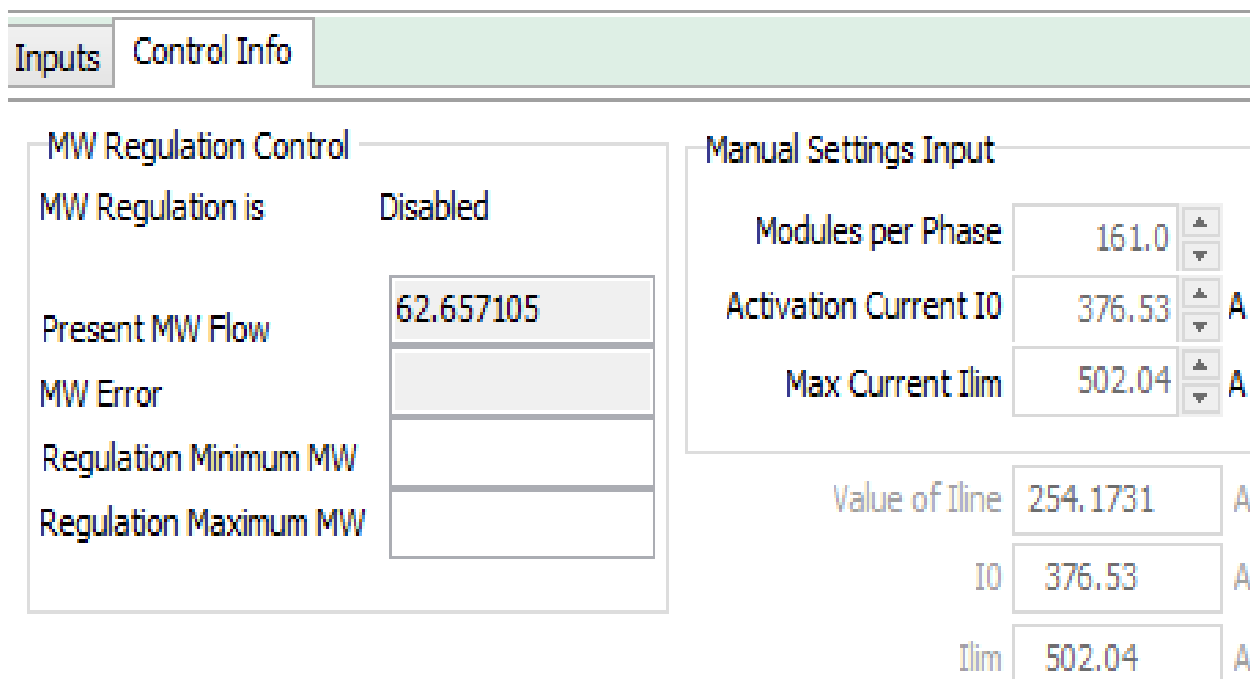 Inputs
Control Info
MW Regulation Control
MW Regulation is Disabled
Present MW Flow 62.657105
MW Error
Regulation Minimum MW
Regulation Maximum MW
Manual Settings Input
Modules per Phase 161.0
Activation Current I0 376.53 A
Max Current Ilim 502.04 A
Value of Iline 254.1731 A
I0 376.53 A
Ilim 502.04 A